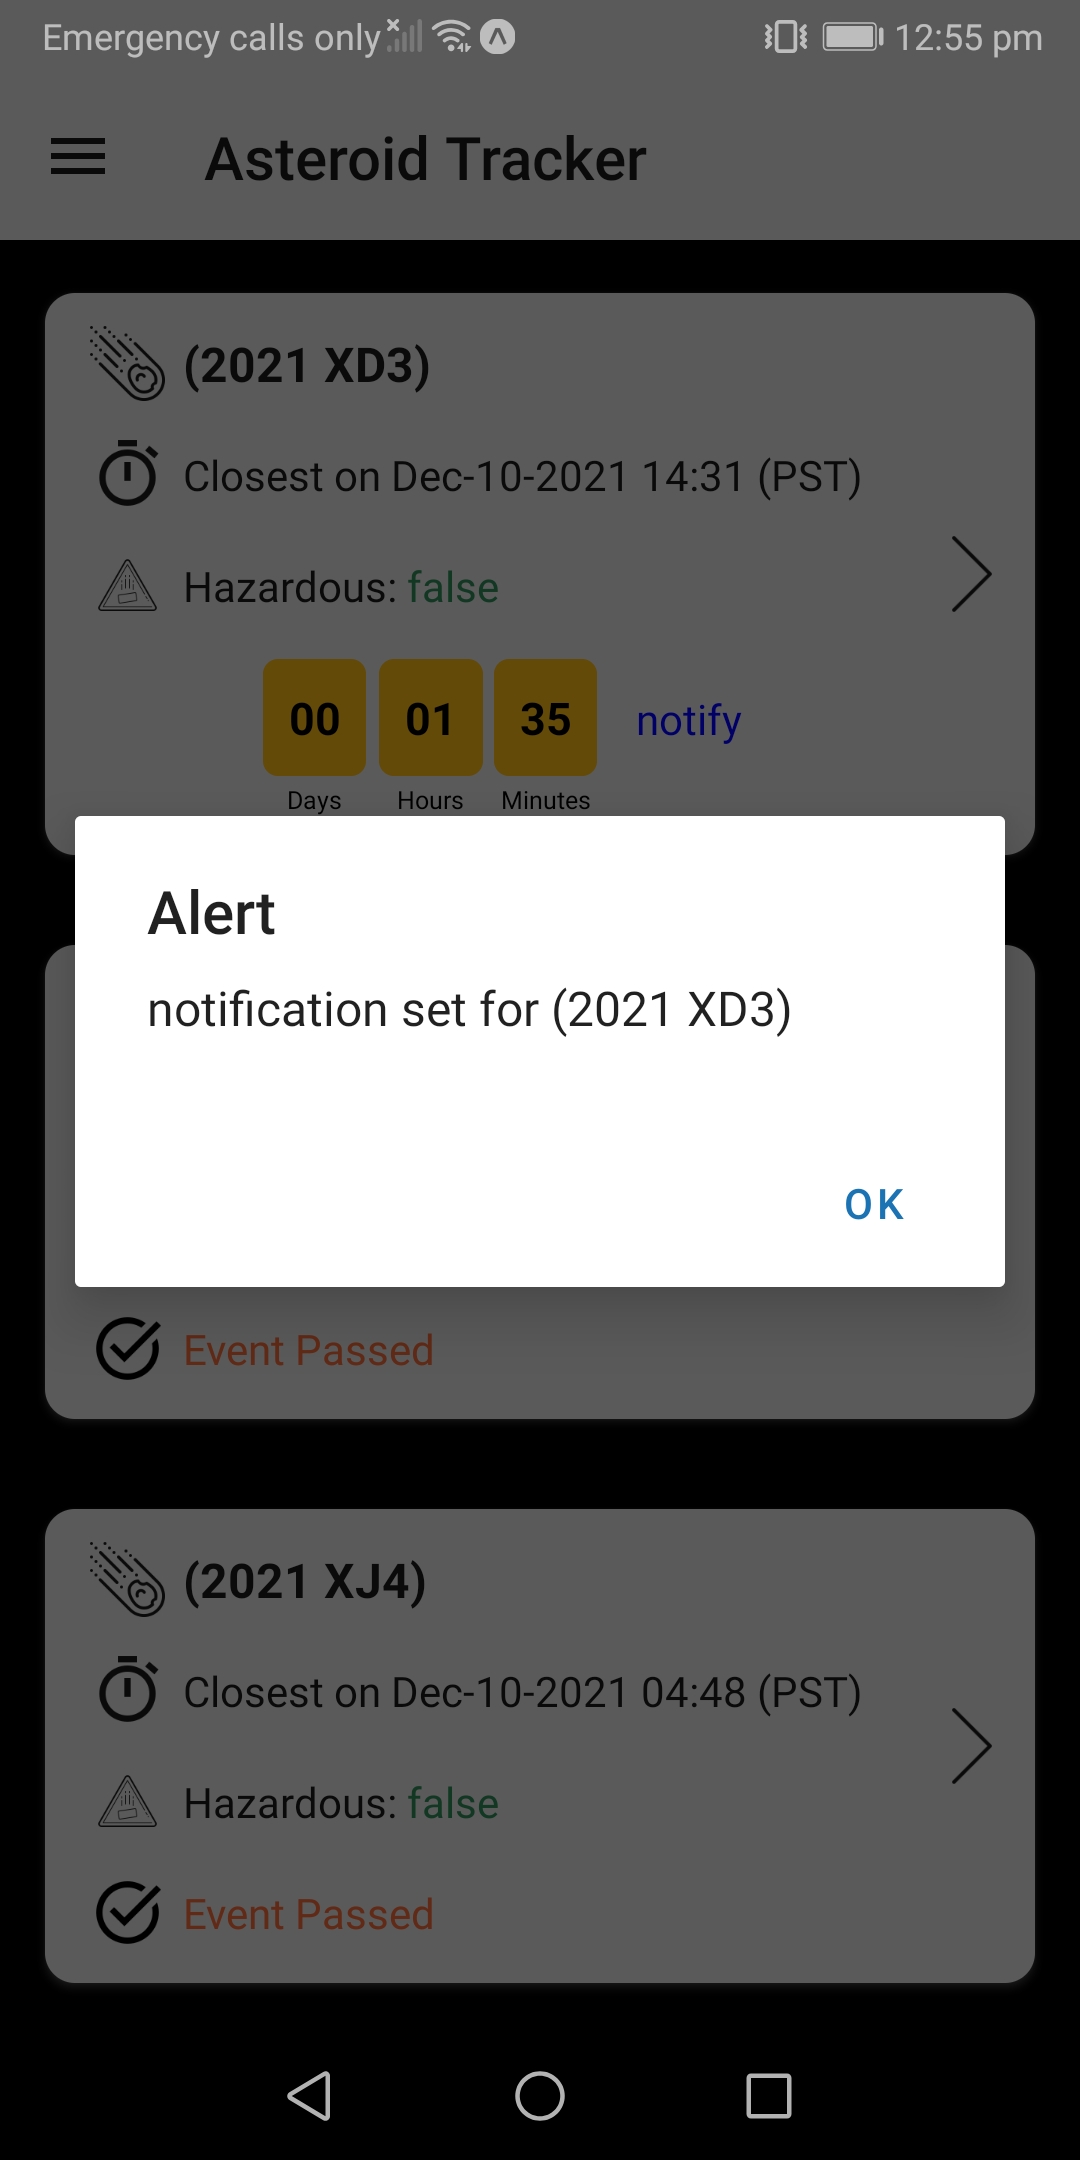 Emergency calls only
12:55 pm
Asteroid Tracker
(2021 XD3)
Closest on Dec-10-2021 14:31 (PST)
Hazardous: false
00 01 35 notify
Days Hours Minutes
Alert
notification set for (2021 XD3)
OK
Event Passed
(2021 XJ4)
Closest on Dec-10-2021 04:48 (PST)
Hazardous: false
Event Passed